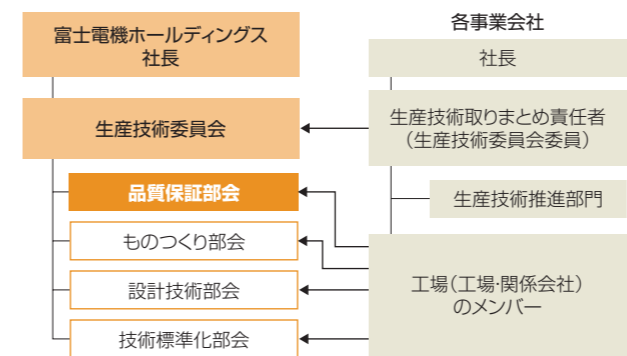 富士電機ホールディングス
社長
生産技術委員会
品質保証部会
ものつくり部会
設計技術部会
技術標準化部会
各事業会社
社長
生産技術取りまとめ責任者
（生産技術委員会委員）
生産技術推進部門
工場（工場・関係会社）
のメンバー